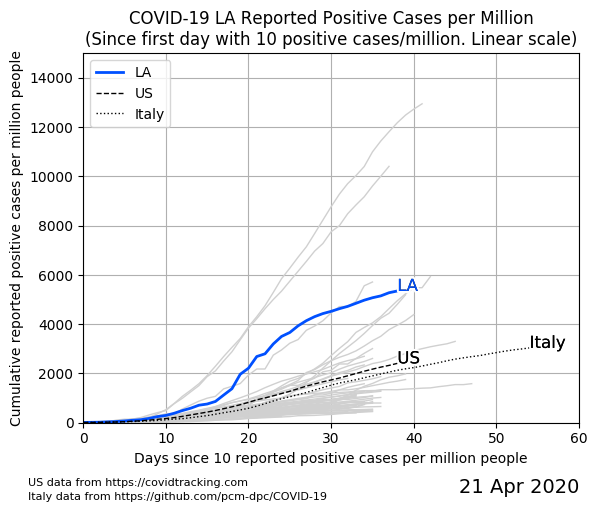 COVID-19 LA Reported Positive Cases per Million
(Since first day with 10 positive cases/million. Linear scale)
Cumulative reported positive cases per million people
14000
12000
10000
8000
6000
4000
2000
0
LA
US
Italy
LA
US
Italy
0 10 20 30 40 50 60
Days since 10 reported positive cases per million people
US data from https://covidtracking.com
Italy data from https://github.com/pcm-dpc/COVID-19
21 Apr 2020